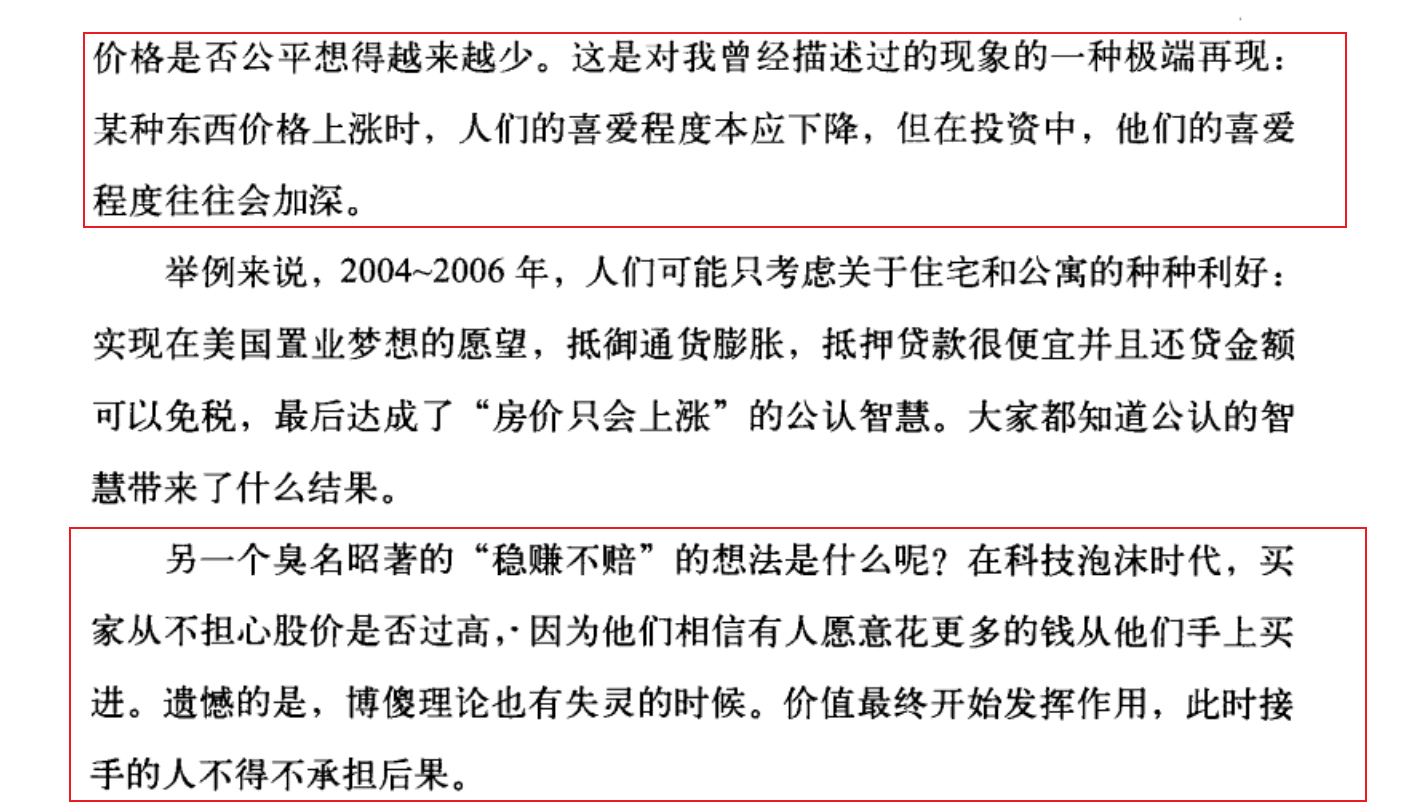 价格是否公平想得越来越少。这是对我曾经描述过的现象的一种极端再现：
某种东西价格上涨时，人们的喜爱程度本应下降，但在投资中，他们的喜爱
程度往往会加深。
举例来说，2004~2006 年，人们可能只考虑关于住宅和公寓的种种利好：
实现在美国置业梦想的愿望，抵御通货膨胀，抵押贷款很便宜并且还贷金额
可以免税，最后达成了“房价只会上涨”的公认智慧。大家都知道公认的智
慧带来了什么结果。
另一个臭名昭著的“稳赚不赔”的想法是什么呢？在科技泡沫时代，买
家从不担心股价是否过高，·因为他们相信有人愿意花更多的钱从他们手上买
进。遗憾的是，博傻理论也有失灵的时候。价值最终开始发挥作用，此时接
手的人不得不承担后果。